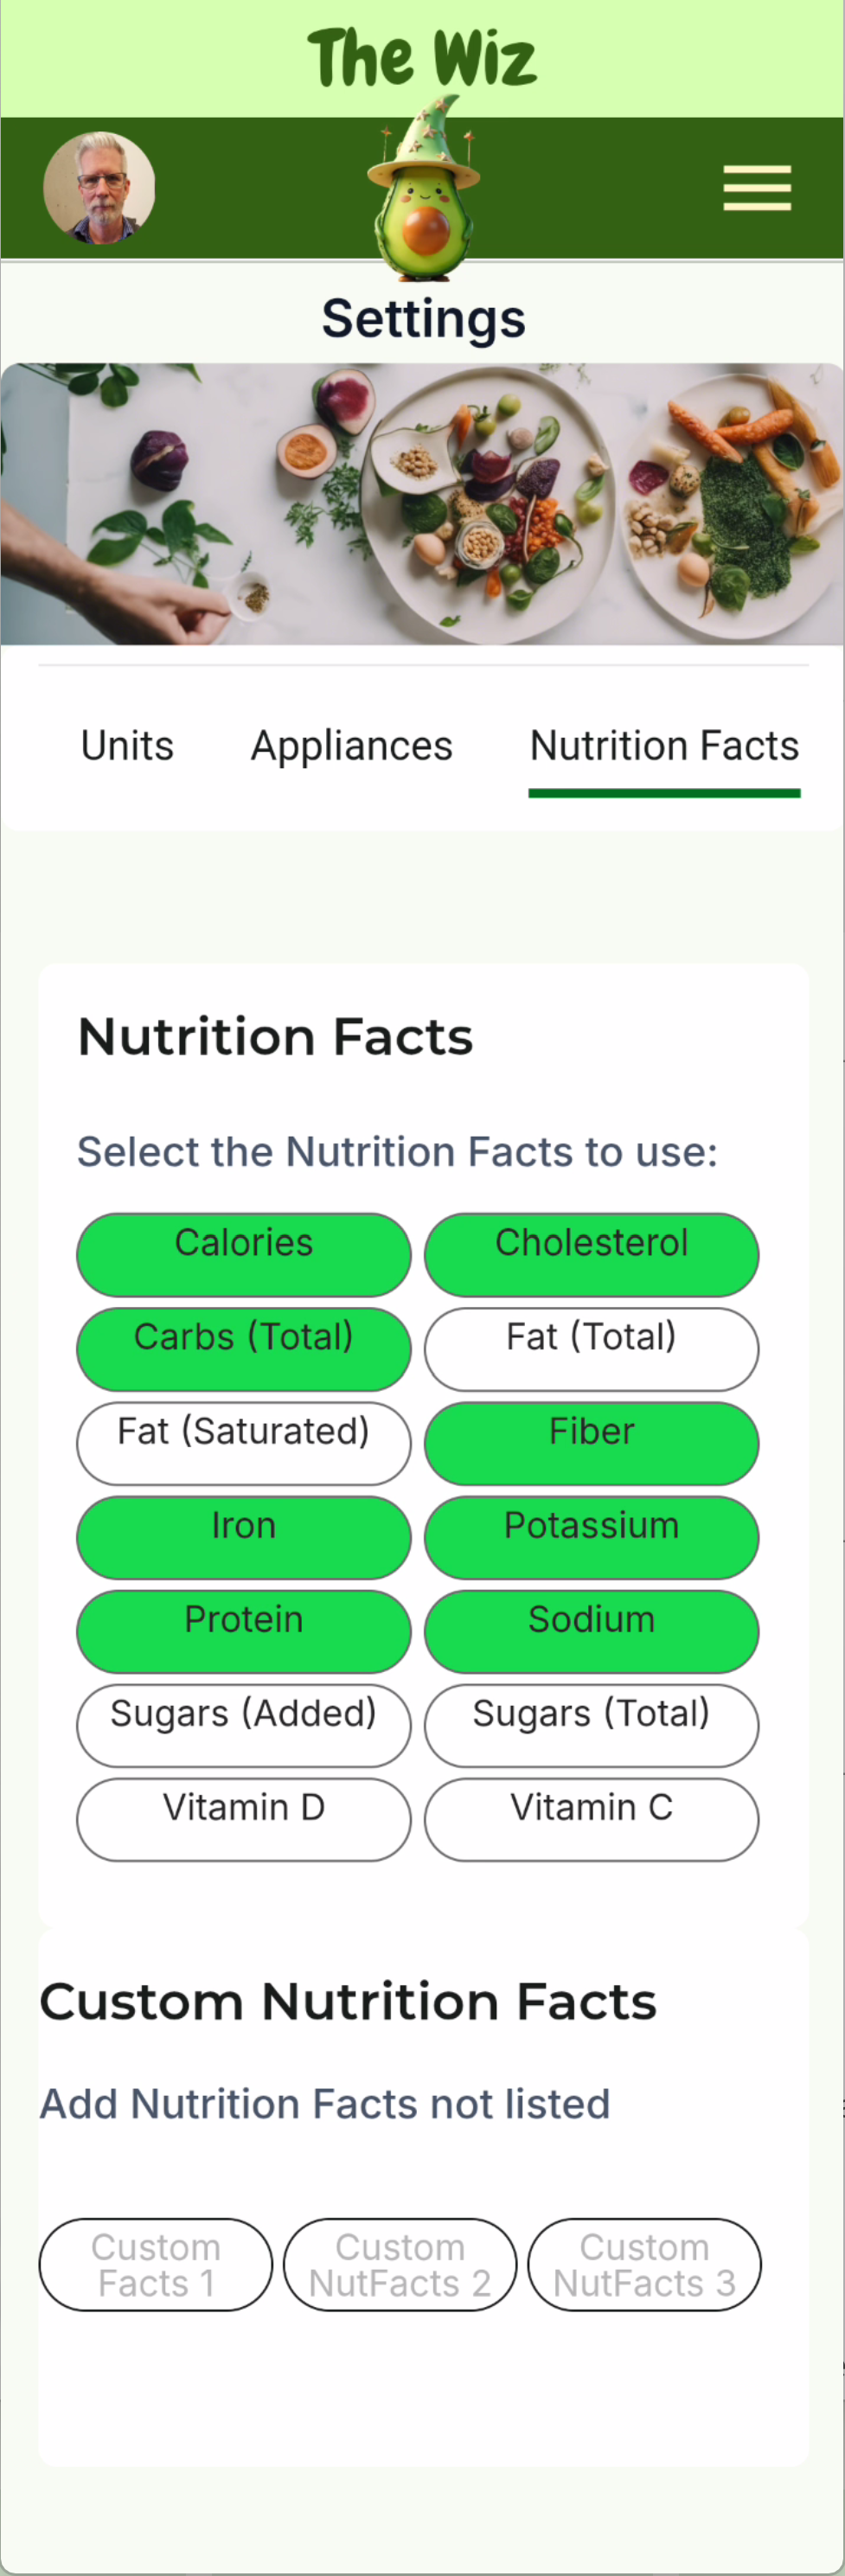 The Wiz
Settings
Units Appliances Nutrition Facts
Nutrition Facts
Select the Nutrition Facts to use:
Calories Cholesterol
Carbs (Total) Fat (Total)
Fat (Saturated) Fiber
Iron Potassium
Protein Sodium
Sugars (Added) Sugars (Total)
Vitamin D Vitamin C
Custom Nutrition Facts
Add Nutrition Facts not listed
Custom
Facts 1
Custom
NutFacts 2
Custom
NutFacts 3